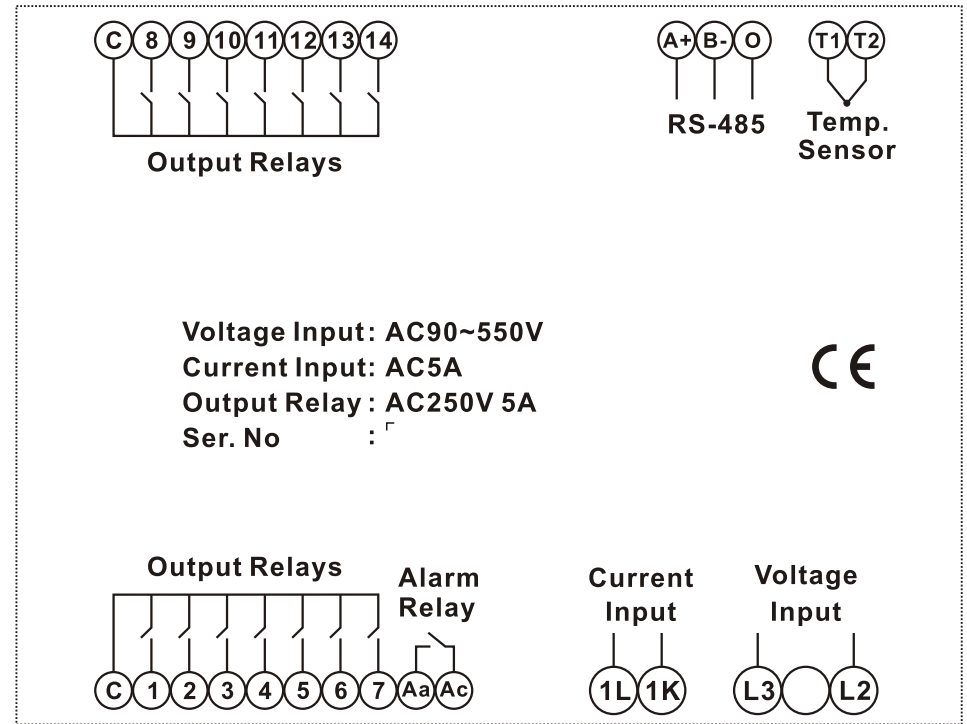 C 8 9 10 11 12 13 14 A+ B- O T1 T2
Output Relays
RS-485
Temp.
Sensor
Voltage Input: AC90~550V
Current Input: AC5A
Output Relay : AC250V 5A
Ser. No :
CE
Output Relays
Alarm
Relay
Current
Input
Voltage
Input
C 1 2 3 4 5 6 7 Aa Ac 1L 1K L3 L2